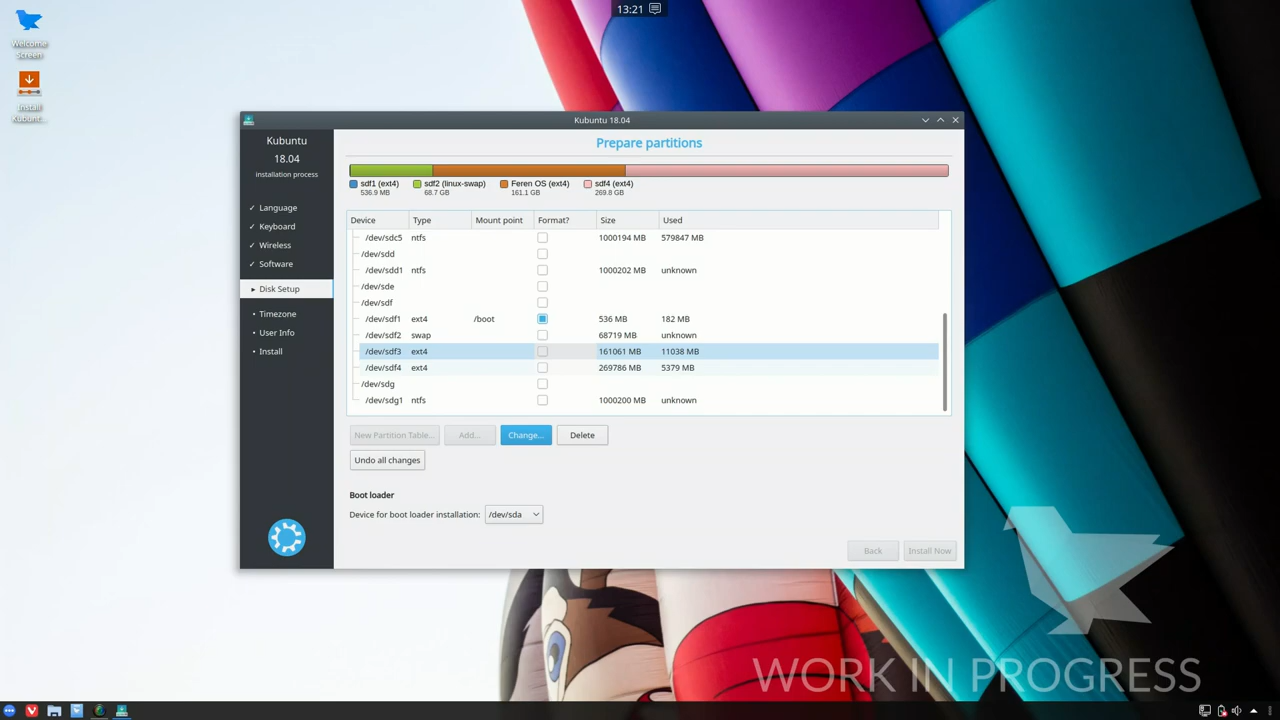 13:21
Welcome
Screen
Install
Kubunt...
Kubuntu 18.04
Kubuntu
18.04
installation process
✓ Language
✓ Keyboard
✓ Wireless
✓ Software
▸ Disk Setup
• Timezone
• User Info
• Install
Prepare partitions
sdf1 (ext4) sdf2 (linux-swap) Feren OS (ext4) sdf4 (ext4)
536.9 MB 68.7 GB 161.1 GB 269.8 GB
Device Type Mount point Format? Size Used
/dev/sdc5 ntfs 1000194 MB 579847 MB
/dev/sdd
/dev/sdd1 ntfs 1000202 MB unknown
/dev/sde
/dev/sdf
/dev/sdf1 ext4 /boot 536 MB 182 MB
/dev/sdf2 swap 68719 MB unknown
/dev/sdf3 ext4 161061 MB 11038 MB
/dev/sdf4 ext4 269786 MB 5379 MB
/dev/sdg
/dev/sdg1 ntfs 1000200 MB unknown
New Partition Table... Add... Change... Delete
Undo all changes
Boot loader
Device for boot loader installation: /dev/sda
Back Install Now
WORK IN PROGRESS